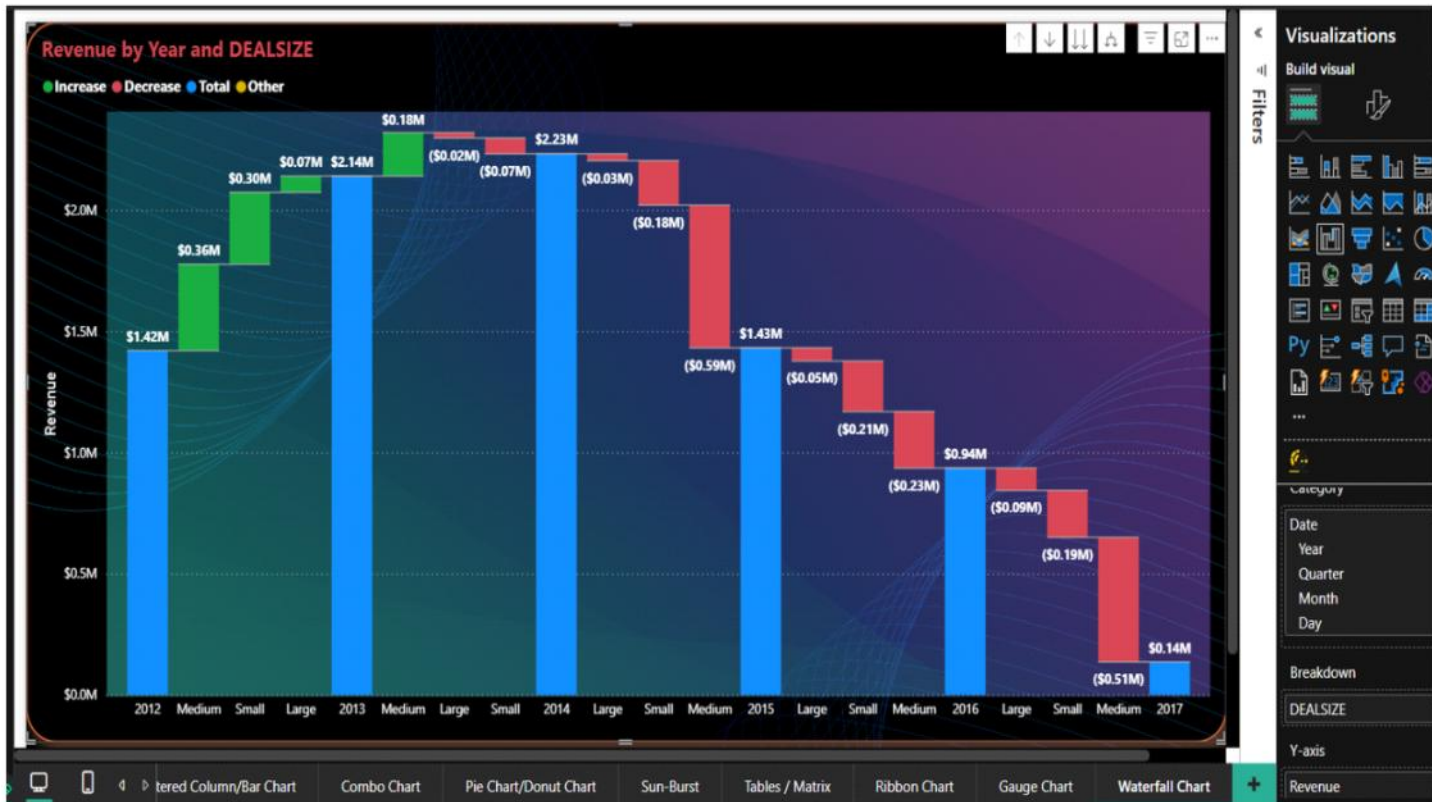 Revenue by Year and DEALSIZE
Increase Decrease Total Other
$0.18M
$0.07M $2.14M
($0.02M)
($0.07M)
$2.23M
($0.03M)
$0.30M
($0.18M)
$0.36M
$1.42M
($0.59M)
$1.43M
($0.05M)
($0.21M)
($0.23M)
$0.94M
($0.09M)
($0.19M)
($0.51M)
$0.14M
$2.0M
$1.5M
$1.0M
$0.5M
$0.0M
Revenue
2012 Medium Small Large 2013 Medium Large Small 2014 Large Small Medium 2015 Large Small Medium 2016 Large Small Medium 2017
Filters
Visualizations
Build visual
Py
123
...
Category
Date
Year
Quarter
Month
Day
Breakdown
DEALSIZE
Y-axis
Revenue
tered Column/Bar Chart Combo Chart Pie Chart/Donut Chart Sun-Burst Tables / Matrix Ribbon Chart Gauge Chart Waterfall Chart +